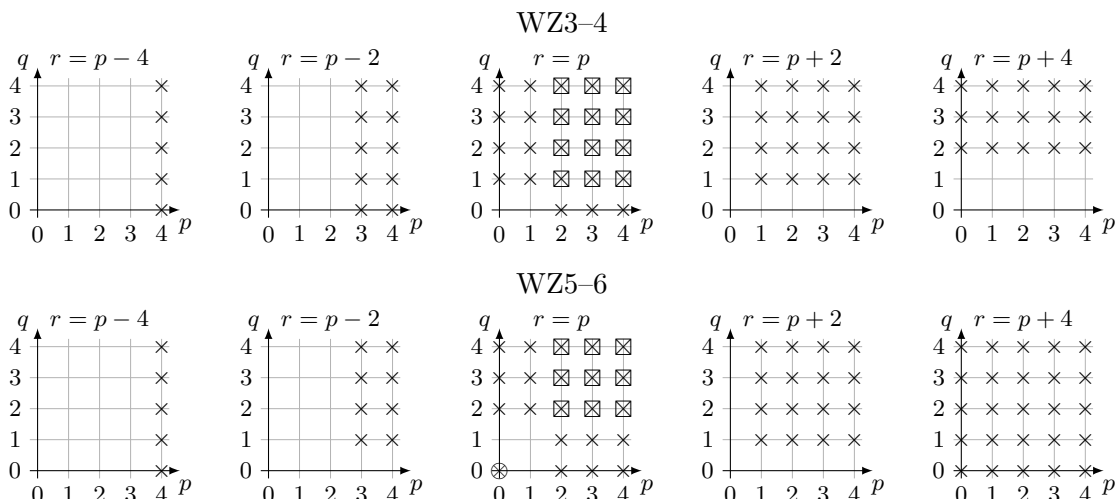 WZ3–4
q r = p − 4 q r = p − 2 q r = p q r = p + 2 q r = p + 4
4 4 4 4 4
3 3 3 3 3
2 2 2 2 2
1 1 1 1 1
0 0 0 0 0
p p p p p
0 1 2 3 4 0 1 2 3 4 0 1 2 3 4 0 1 2 3 4 0 1 2 3 4
WZ5–6
q r = p − 4 q r = p − 2 q r = p q r = p + 2 q r = p + 4
4 4 4 4 4
3 3 3 3 3
2 2 2 2 2
1 1 1 1 1
0 0 0 0 0
p p p p p
0 1 2 3 4 0 1 2 3 4 0 1 2 3 4 0 1 2 3 4 0 1 2 3 4